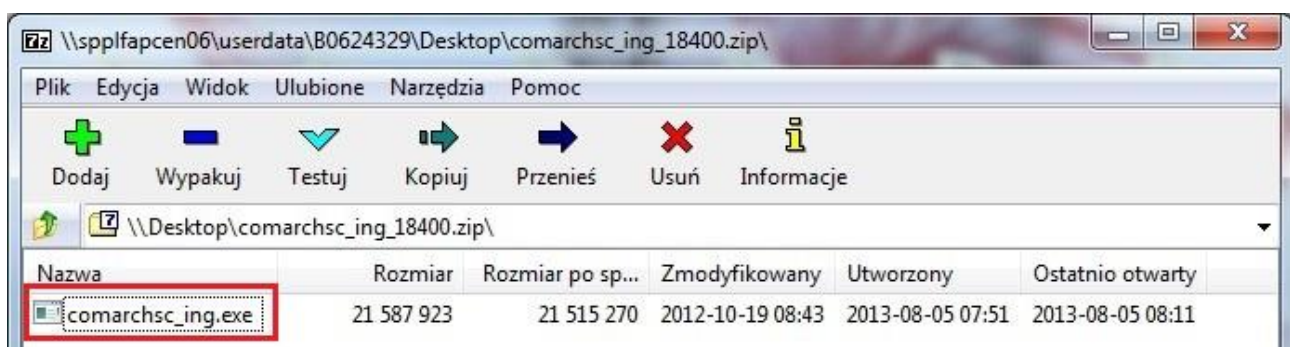 \\spplfapcen06\userdata\B0624329\Desktop\comarchsc_ing_18400.zip\
Plik Edycja Widok Ulubione Narzędzia Pomoc
Dodaj Wypakuj Testuj Kopiuj Przenieś Usuń Informacje
\\Desktop\comarchsc_ing_18400.zip\
Nazwa Rozmiar Rozmiar po sp... Zmodyfikowany Utworzony Ostatnio otwarty
comarchsc_ing.exe 21 587 923 21 515 270 2012-10-19 08:43 2013-08-05 07:51 2013-08-05 08:11